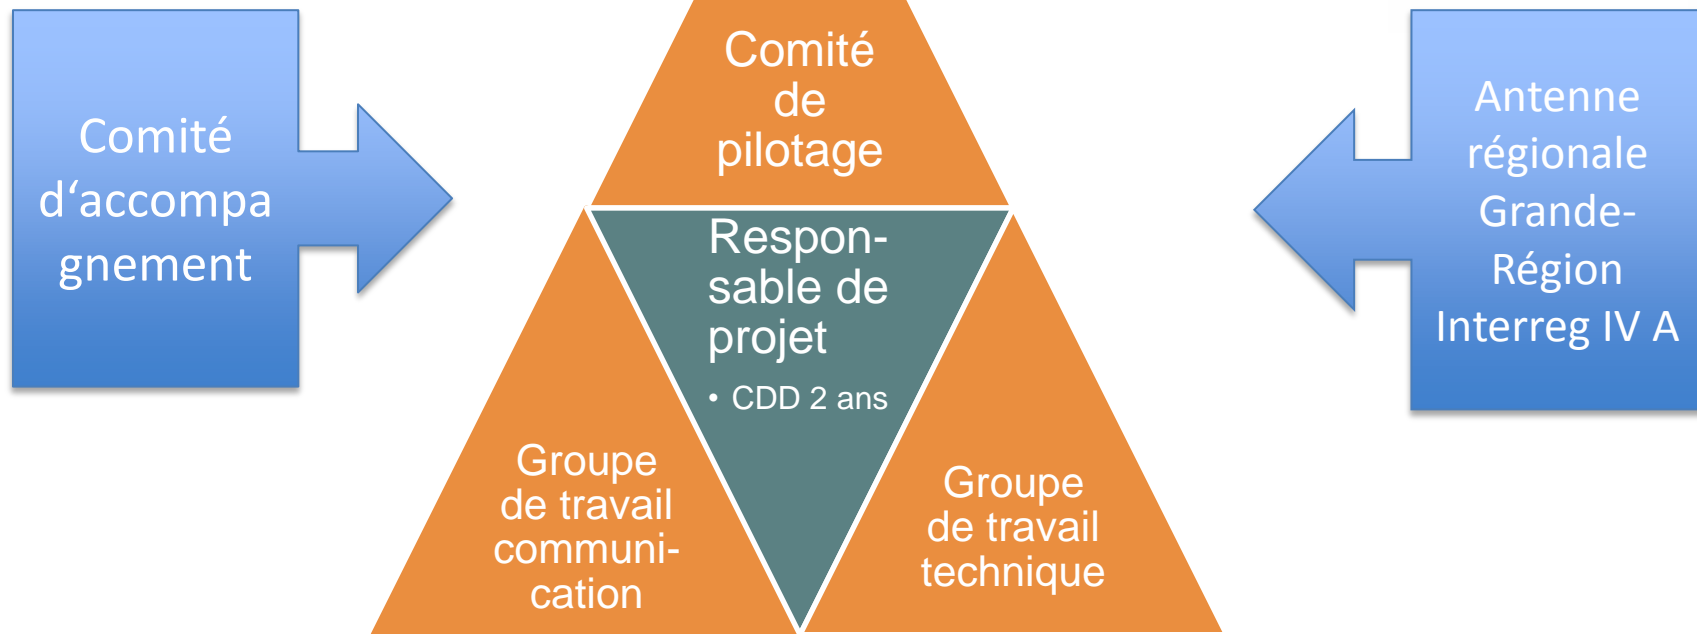 Comité
d‘accompa
gnement
Comité
de
pilotage
Respon-
sable de
projet
• CDD 2 ans
Groupe
de travail
communi-
cation
Groupe
de travail
technique
Antenne
régionale
Grande-
Région
Interreg IV A